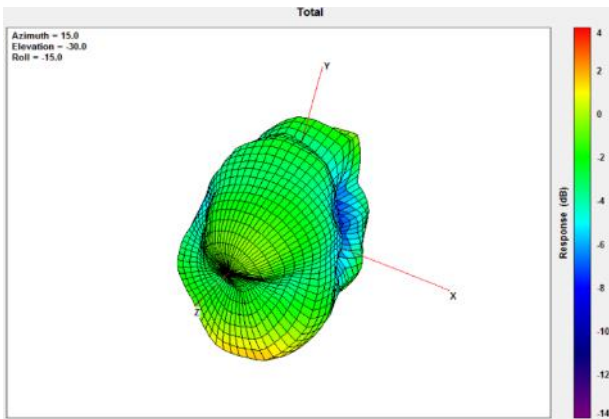 Total
Azimuth = 15.0
Elevation = -30.0
Roll = -15.0
Y
X
Z
4
2
0
-2
-4
-6
-8
-10
-12
-14
Response (dB)